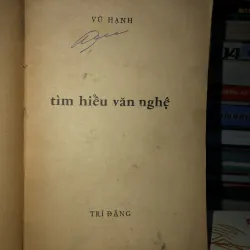 VŨ HẠNH
tìm hiểu văn nghệ
TRÍ ĐĂNG